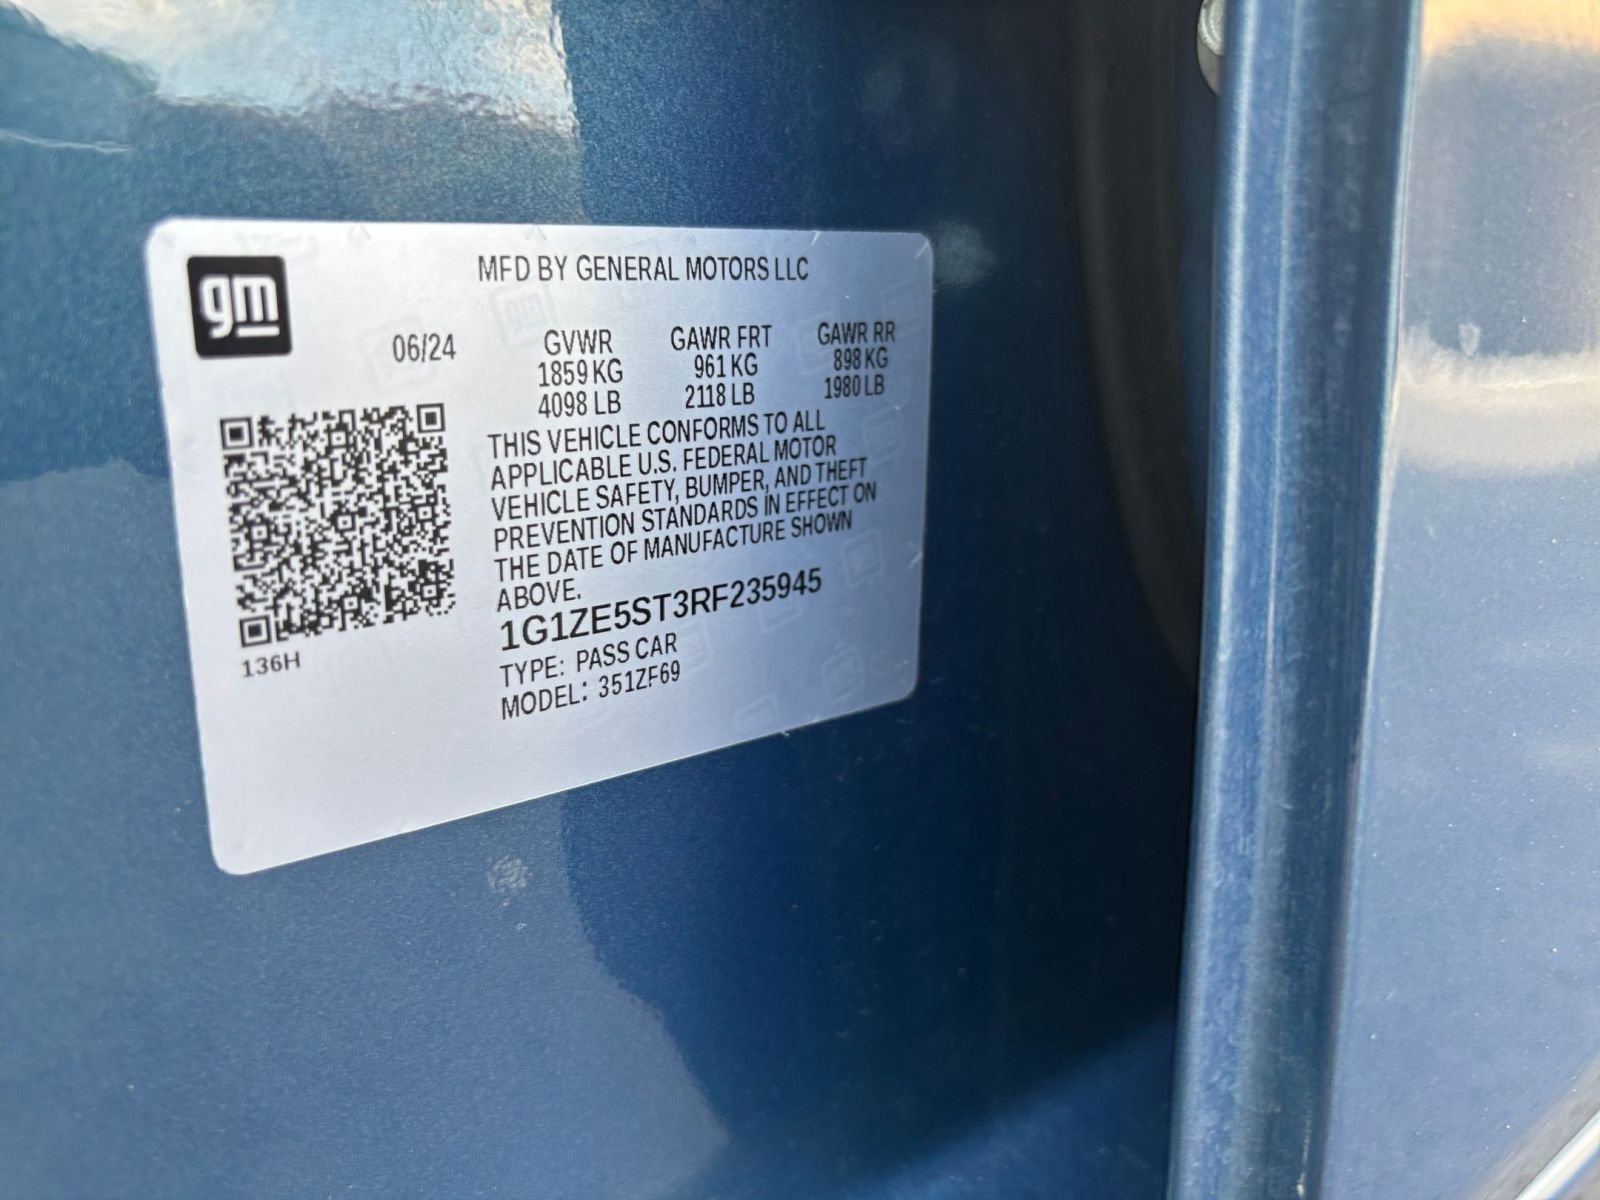 gm
MFD BY GENERAL MOTORS LLC
06/24 GVWR GAWR FRT GAWR RR
1859 KG 961 KG 898 KG
4098 LB 2118 LB 1980 LB
THIS VEHICLE CONFORMS TO ALL
APPLICABLE U.S. FEDERAL MOTOR
VEHICLE SAFETY, BUMPER, AND THEFT
PREVENTION STANDARDS IN EFFECT ON
THE DATE OF MANUFACTURE SHOWN
ABOVE.
1G1ZE5ST3RF235945
TYPE: PASS CAR
MODEL: 351ZF69
136H